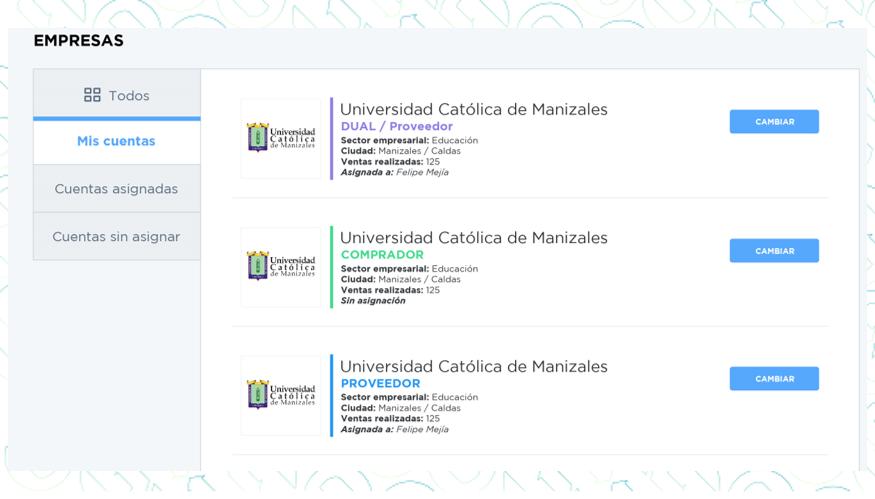 EMPRESAS
Todos
Mis cuentas
Cuentas asignadas
Cuentas sin asignar
Universidad
Católica
de Manizales
Universidad Católica de Manizales
DUAL / Proveedor
Sector empresarial: Educación
Ciudad: Manizales / Caldas
Ventas realizadas: 125
Asignada a: Felipe Mejía
CAMBIAR
Universidad
Católica
de Manizales
Universidad Católica de Manizales
COMPRADOR
Sector empresarial: Educación
Ciudad: Manizales / Caldas
Ventas realizadas: 125
Sin asignación
CAMBIAR
Universidad
Católica
de Manizales
Universidad Católica de Manizales
PROVEEDOR
Sector empresarial: Educación
Ciudad: Manizales / Caldas
Ventas realizadas: 125
Asignada a: Felipe Mejía
CAMBIAR